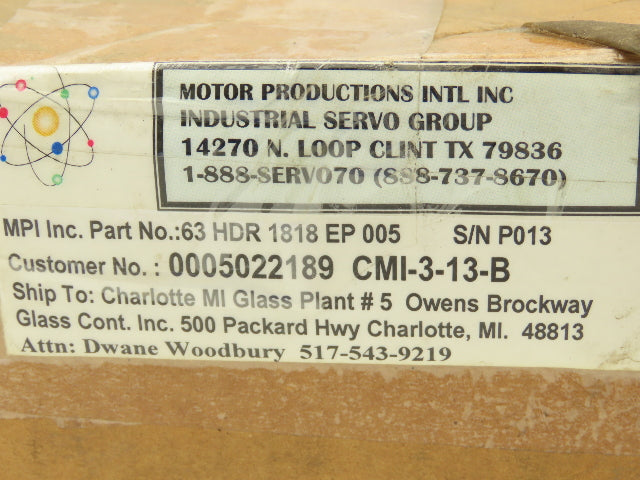 MOTOR PRODUCTIONS INTL INC
INDUSTRIAL SERVO GROUP
14270 N. LOOP CLINT TX 79836
1-888-SERVO70 (888-737-8670)
MPI Inc. Part No.:63 HDR 1818 EP 005 S/N P013
Customer No. : 0005022189 CMI-3-13-B
Ship To: Charlotte MI Glass Plant # 5 Owens Brockway
Glass Cont. Inc. 500 Packard Hwy Charlotte, MI. 48813
Attn: Dwane Woodbury 517-543-9219